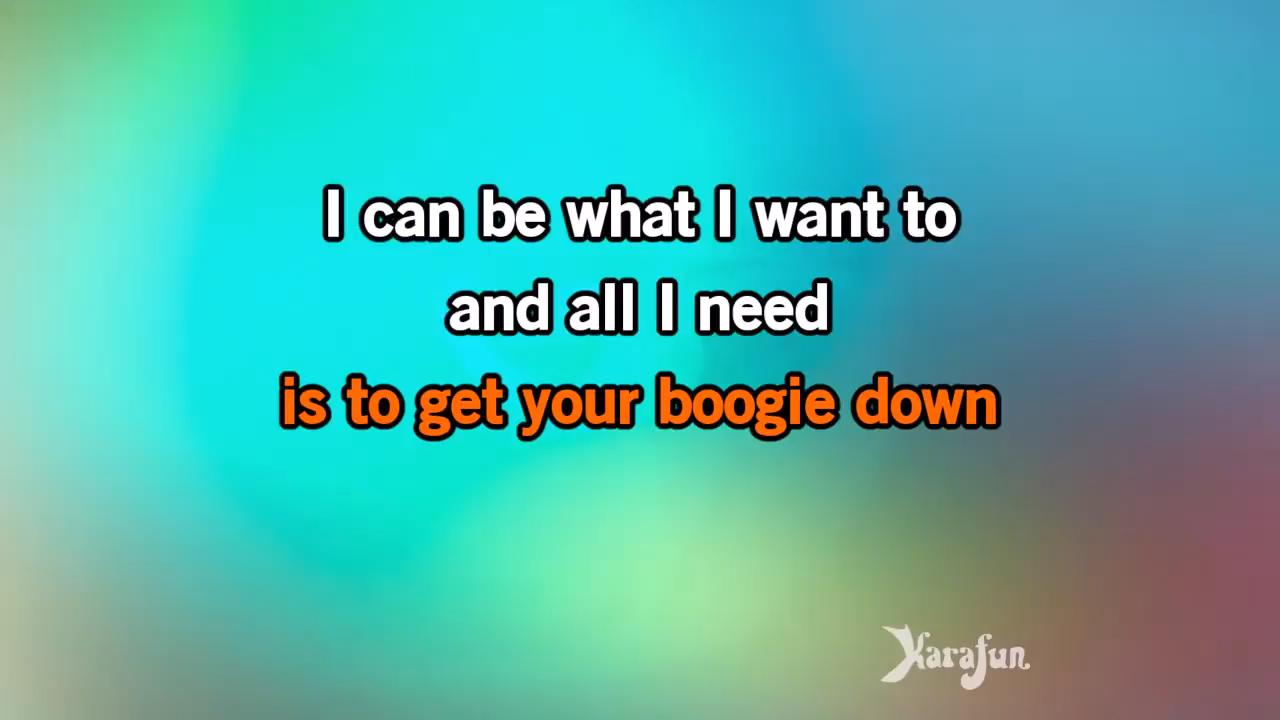 I can be what I want to
and all I need
is to get your boogie down
Karafun